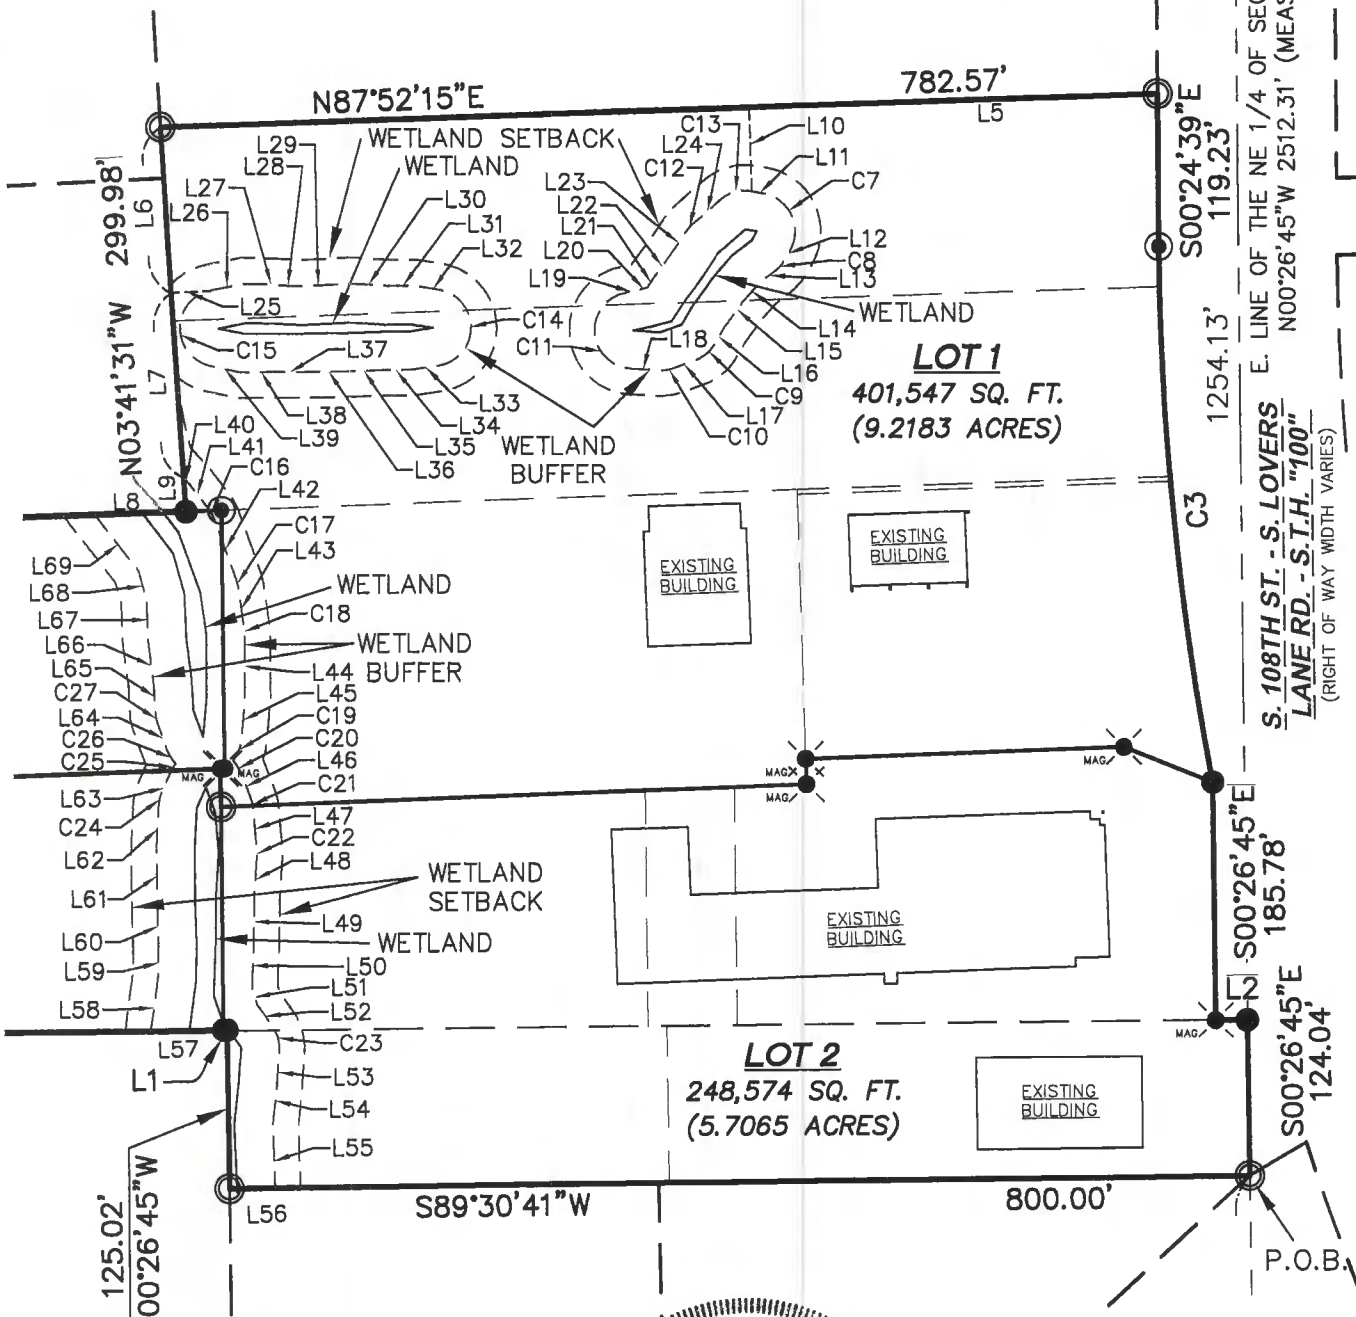 N87°52'15"E
782.57'
L5
S00°24'39"E
119.23'
E. LINE OF THE NE 1/4 OF SEC
N00°26'45"W 2512.31' (MEAS
299.98'
N03°41'31"W
L6
L7
L8
L9
WETLAND SETBACK
WETLAND
L29
L28
L27
L26
L30
L31
L32
L25
C15
C14
L37
L38
L39
L33
L34
L35
L36
C13
L24
C12
L23
L22
L21
L20
L19
L10
L11
C7
L12
C8
L13
L14
L15
L16
C9
L17
C10
L18
C11
WETLAND
WETLAND
BUFFER
LOT 1
401,547 SQ. FT.
(9.2183 ACRES)
1254.13'
C3
S. 108TH ST. - S. LOVERS
LANE RD. - S.T.H. "100"
(RIGHT OF WAY WIDTH VARIES)
L40
L41
C16
L42
C17
L43
WETLAND
C18
WETLAND
BUFFER
L44
L45
C19
C20
L46
C21
L47
C22
L48
L69
L68
L67
L66
L65
C27
L64
C26
C25
L63
C24
L62
L61
L60
L59
L58
L57
L1
MAG
MAG
MAG
MAG
MAG
MAG
EXISTING
BUILDING
EXISTING
BUILDING
WETLAND
SETBACK
L49
WETLAND
L50
L51
L52
C23
L53
L54
L55
L56
EXISTING
BUILDING
S00°26'45"E
185.78'
L2
S00°26'45"E
124.04'
LOT 2
248,574 SQ. FT.
(5.7065 ACRES)
EXISTING
BUILDING
S89°30'41"W
800.00'
125.02'
00°26'45"W
P.O.B.